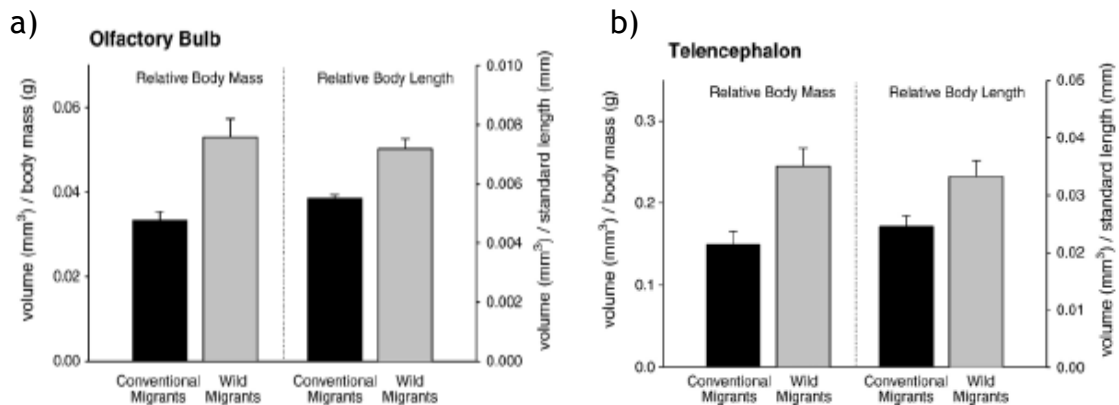 a)
Olfactory Bulb
Relative Body Mass
Relative Body Length
volume (mm³) / body mass (g)
0.06
0.04
0.02
0.00
0.010
0.008
0.006
0.004
0.002
0.000
volume (mm³) / standard length (mm)
Conventional Wild Conventional Wild
Migrants Migrants Migrants Migrants
b)
Telencephalon
Relative Body Mass
Relative Body Length
volume (mm³) / body mass (g)
0.3
0.2
0.1
0.0
0.05
0.04
0.03
0.02
0.01
0.00
volume (mm³) / standard length (mm)
Conventional Wild Conventional Wild
Migrants Migrants Migrants Migrants